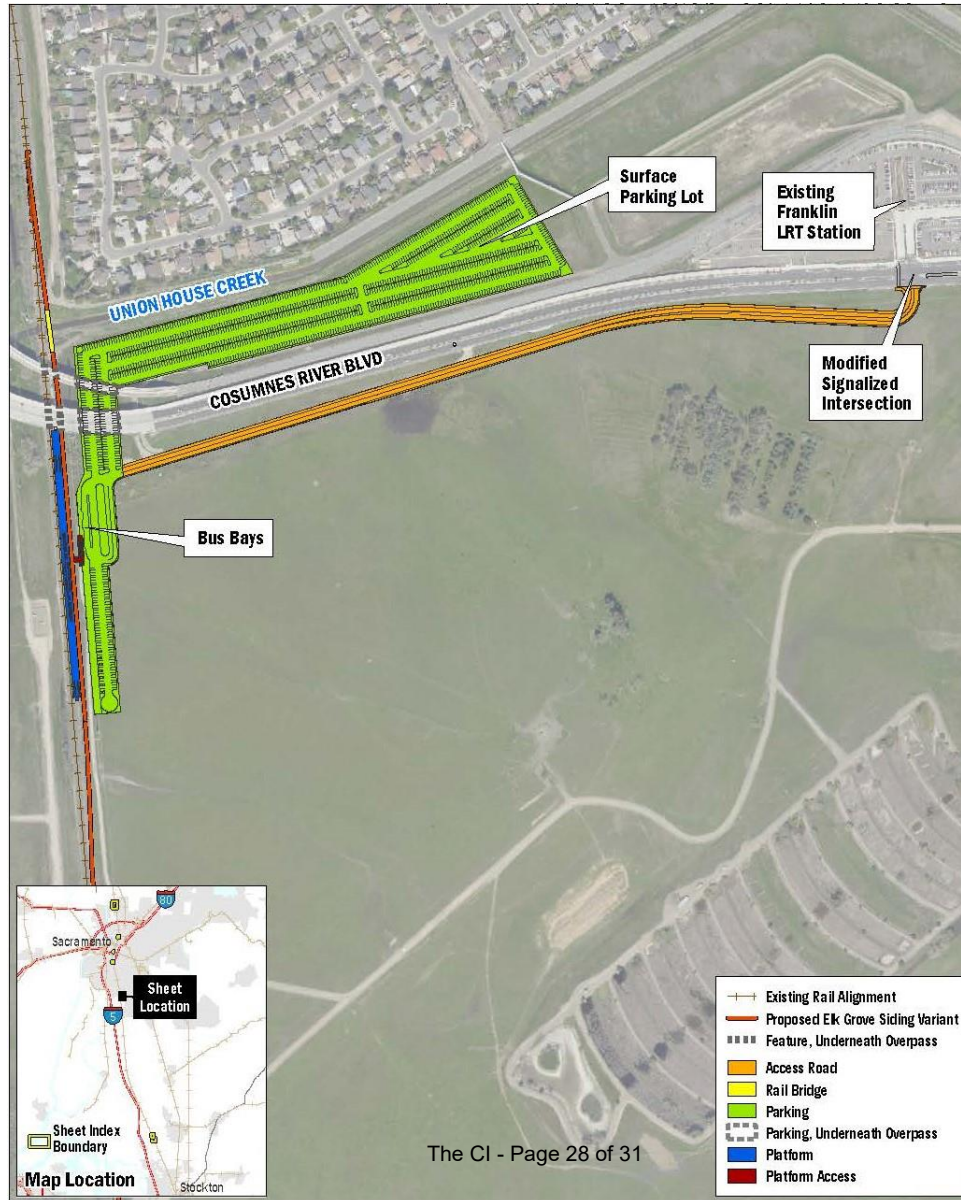 Surface
Parking Lot
Existing
Franklin
LRT Station
UNION HOUSE CREEK
COSUMNES RIVER BLVD
Modified
Signalized
Intersection
Bus Bays
80
Sacramento
Sheet
Location
5
Sheet Index
Boundary
Map Location
Stockton
Existing Rail Alignment
Proposed Elk Grove Siding Variant
Feature, Underneath Overpass
Access Road
Rail Bridge
Parking
Parking, Underneath Overpass
Platform
Platform Access
The CI - Page 28 of 31